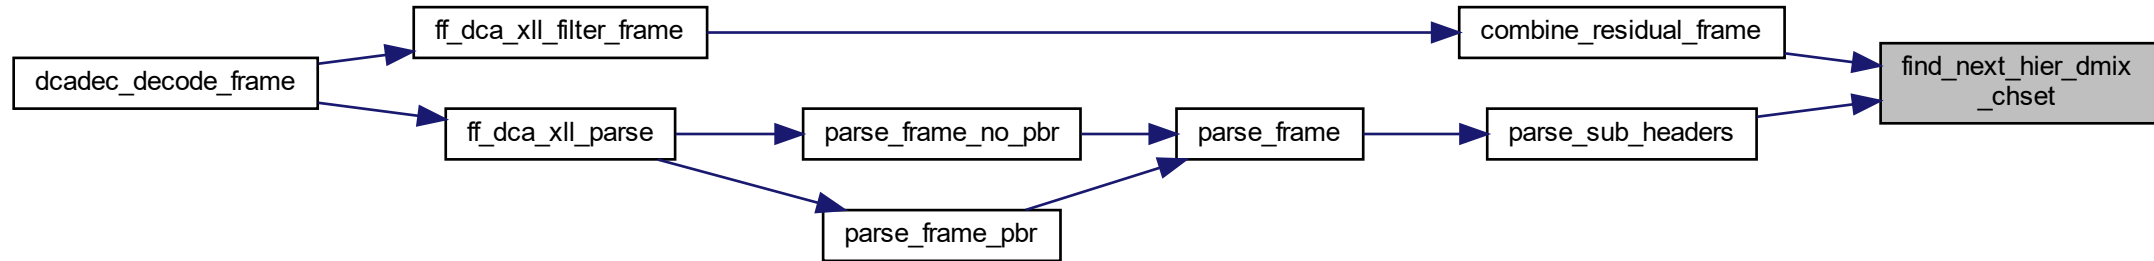 ff_dca_xll_filter_frame
combine_residual_frame
dcadec_decode_frame
find_next_hier_dmix
_chset
ff_dca_xll_parse
parse_frame_no_pbr
parse_frame
parse_sub_headers
parse_frame_pbr